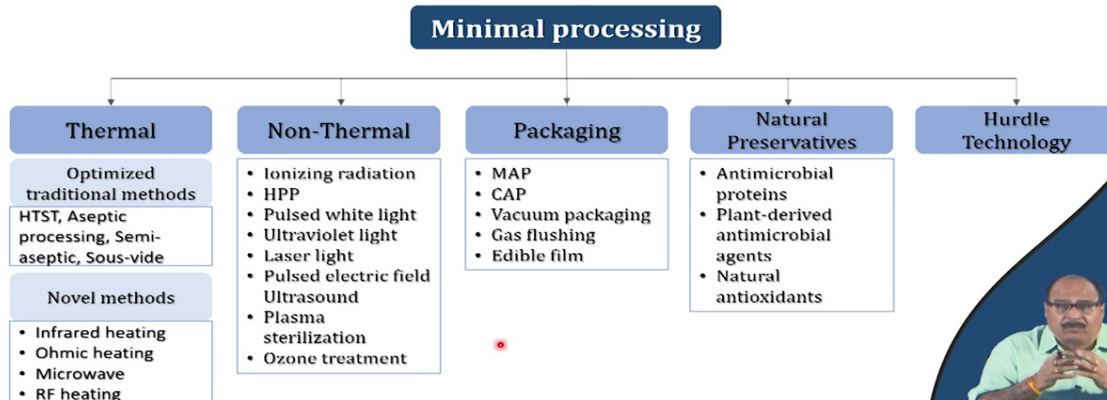 Minimal processing
Thermal
Optimized
traditional methods
HTST, Aseptic
processing, Semi-
aseptic, Sous-vide
Novel methods
• Infrared heating
• Ohmic heating
• Microwave
• RF heating
Non-Thermal
• Ionizing radiation
• HPP
• Pulsed white light
• Ultraviolet light
• Laser light
• Pulsed electric field
Ultrasound
• Plasma
sterilization
• Ozone treatment
Packaging
• MAP
• CAP
• Vacuum packaging
• Gas flushing
• Edible film
Natural
Preservatives
• Antimicrobial
proteins
• Plant-derived
antimicrobial
agents
• Natural
antioxidants
Hurdle
Technology